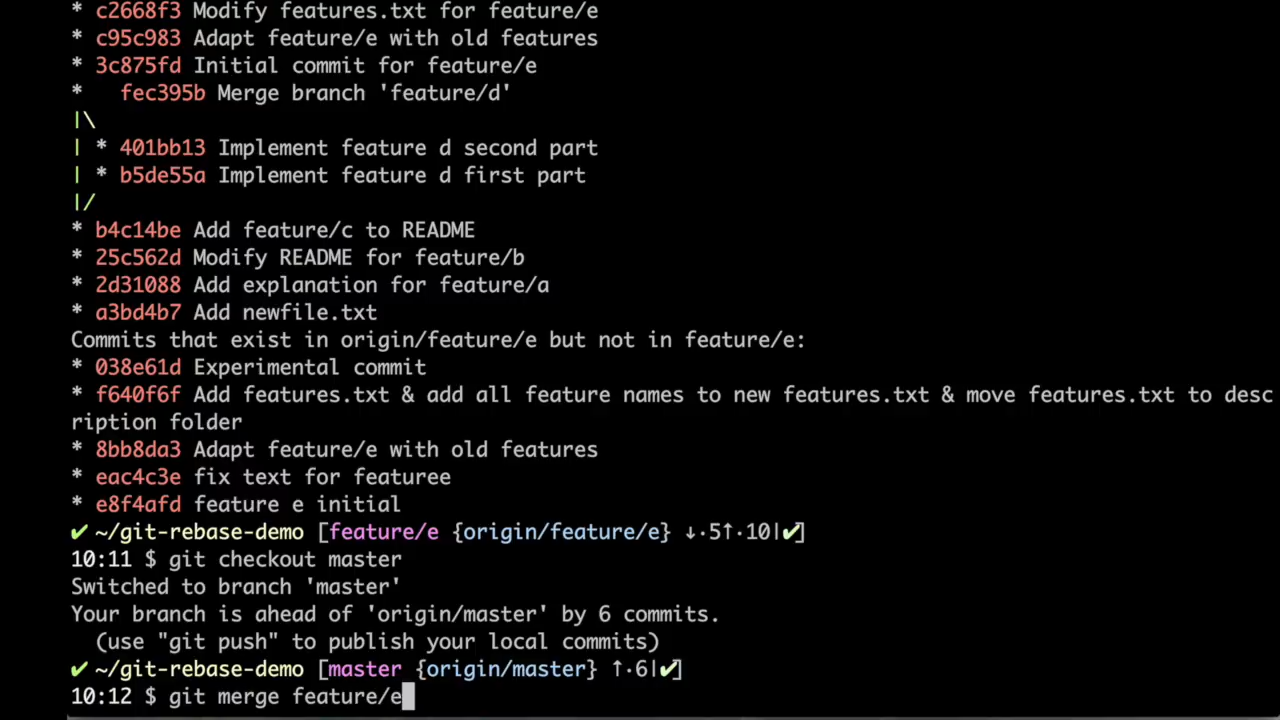 * c2668f3 Modify features.txt for feature/e
* c95c983 Adapt feature/e with old features
* 3c875fd Initial commit for feature/e
*   fec395b Merge branch 'feature/d'
|\
| * 401bb13 Implement feature d second part
| * b5de55a Implement feature d first part
|/
* b4c14be Add feature/c to README
* 25c562d Modify README for feature/b
* 2d31088 Add explanation for feature/a
* a3bd4b7 Add newfile.txt
Commits that exist in origin/feature/e but not in feature/e:
* 038e61d Experimental commit
* f640f6f Add features.txt & add all feature names to new features.txt & move features.txt to desc
ription folder
* 8bb8da3 Adapt feature/e with old features
* eac4c3e fix text for featuree
* e8f4afd feature e initial
✔ ~/git-rebase-demo [feature/e {origin/feature/e} ↓·5↑·10|✔]
10:11 $ git checkout master
Switched to branch 'master'
Your branch is ahead of 'origin/master' by 6 commits.
  (use "git push" to publish your local commits)
✔ ~/git-rebase-demo [master {origin/master} ↑·6|✔]
10:12 $ git merge feature/e